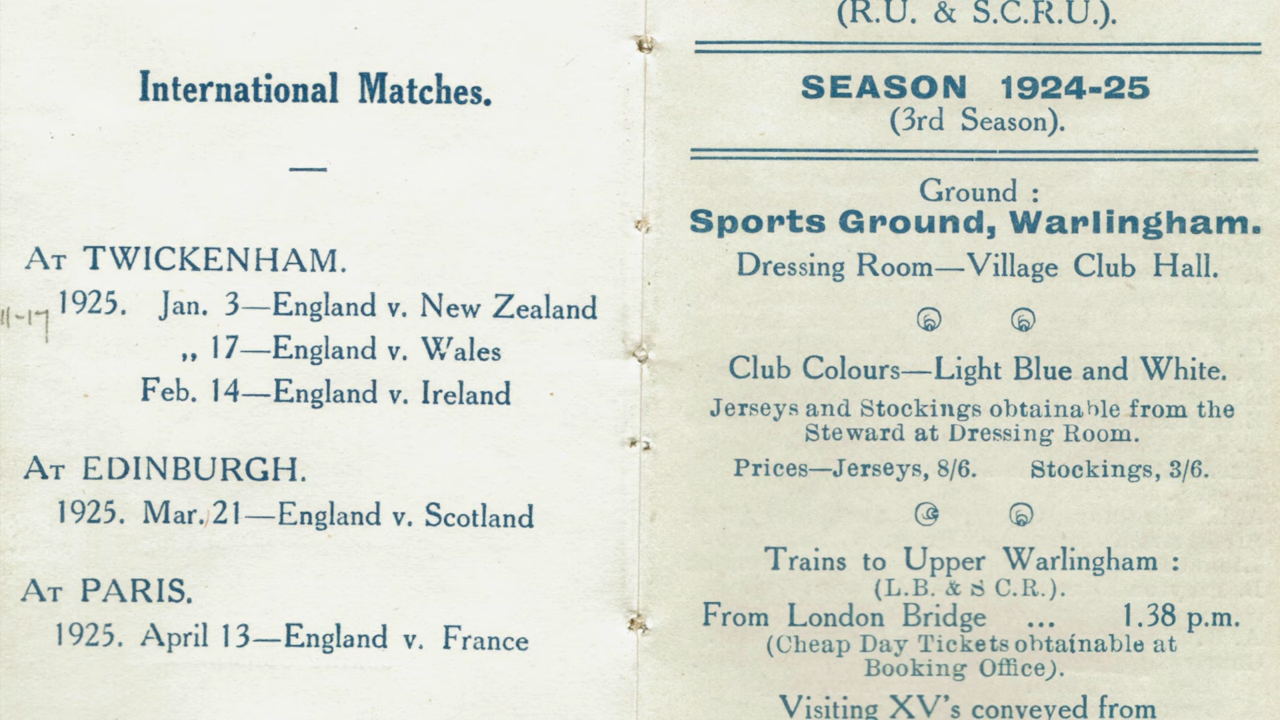 International Matches.
At TWICKENHAM.
1925. Jan. 3—England v. New Zealand
11-17
„ 17—England v. Wales
Feb. 14—England v. Ireland
At EDINBURGH.
1925. Mar. 21—England v. Scotland
At PARIS.
1925. April 13—England v. France
(R.U. & S.C.R.U.).
SEASON 1924-25
(3rd Season).
Ground :
Sports Ground, Warlingham.
Dressing Room—Village Club Hall.
Club Colours—Light Blue and White.
Jerseys and Stockings obtainable from the
Steward at Dressing Room.
Prices—Jerseys, 8/6. Stockings, 3/6.
Trains to Upper Warlingham :
(L.B. & S C.R.).
From London Bridge ... 1.38 p.m.
(Cheap Day Tickets obtainable at
Booking Office).
Visiting XV's conveyed from